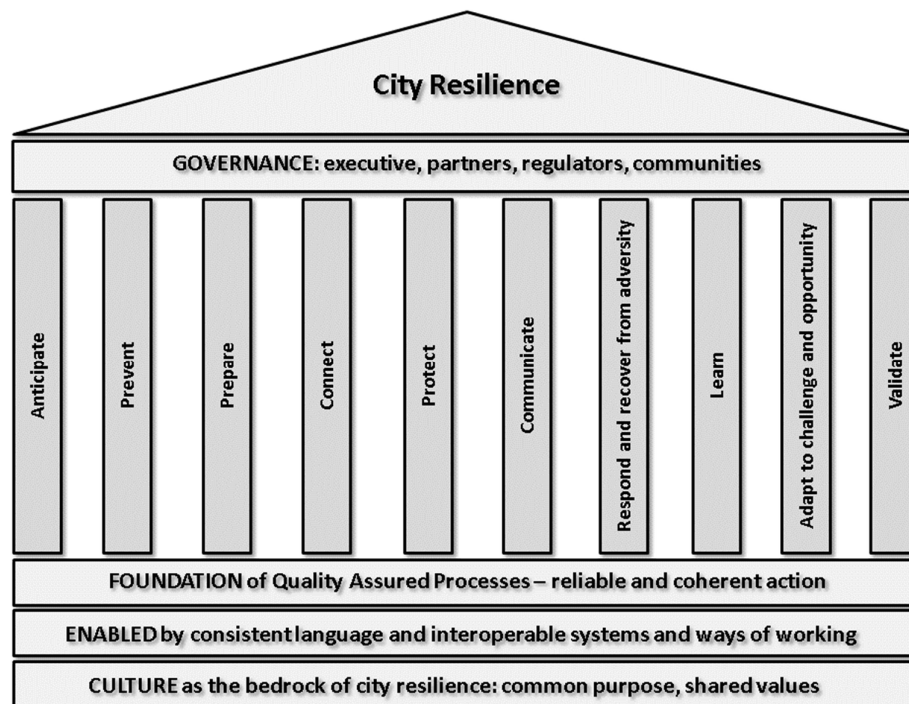 City Resilience
GOVERNANCE: executive, partners, regulators, communities
Anticipate
Prevent
Prepare
Connect
Protect
Communicate
Respond and recover from adversity
Learn
Adapt to challenge and opportunity
Validate
FOUNDATION of Quality Assured Processes – reliable and coherent action
ENABLED by consistent language and interoperable systems and ways of working
CULTURE as the bedrock of city resilience: common purpose, shared values